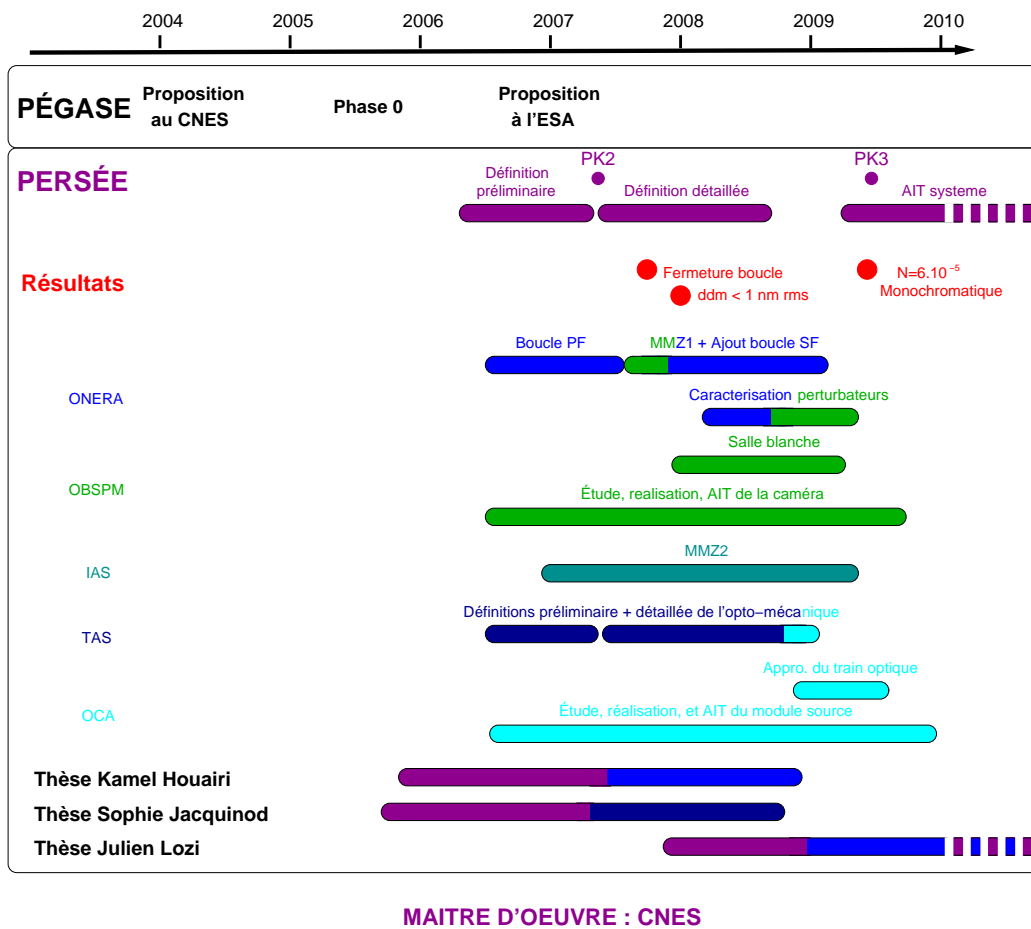 2004 2005 2006 2007 2008 2009 2010
PÉGASE
Proposition
au CNES
Phase 0
Proposition
à l'ESA
PERSÉE
Définition
préliminaire
PK2
Définition détaillée
PK3
AIT systeme
Résultats
Fermeture boucle
ddm < 1 nm rms
N=6.10⁻⁵
Monochromatique
Boucle PF
MMZ1 + Ajout boucle SF
ONERA
Caracterisation perturbateurs
Salle blanche
OBSPM
Étude, realisation, AIT de la caméra
MMZ2
IAS
Définitions préliminaire + détaillée de l'opto−mécanique
TAS
Appro. du train optique
OCA
Étude, réalisation, et AIT du module source
Thèse Kamel Houairi
Thèse Sophie Jacquinod
Thèse Julien Lozi
MAITRE D'OEUVRE : CNES